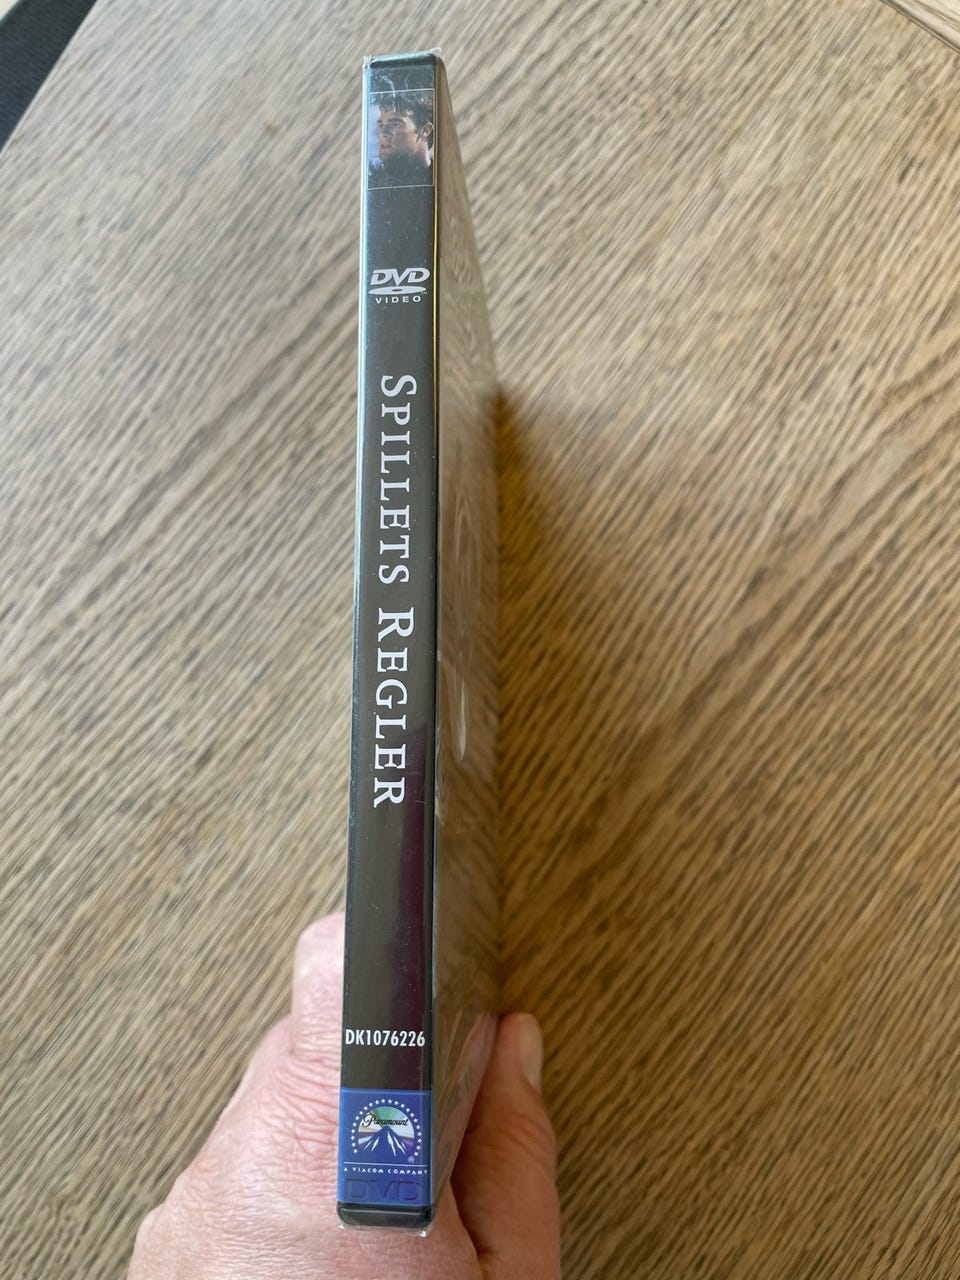 DVD
VIDEO
SPILLETS REGLER
DK1076226
Paramount
A VIACOM COMPANY
DVD